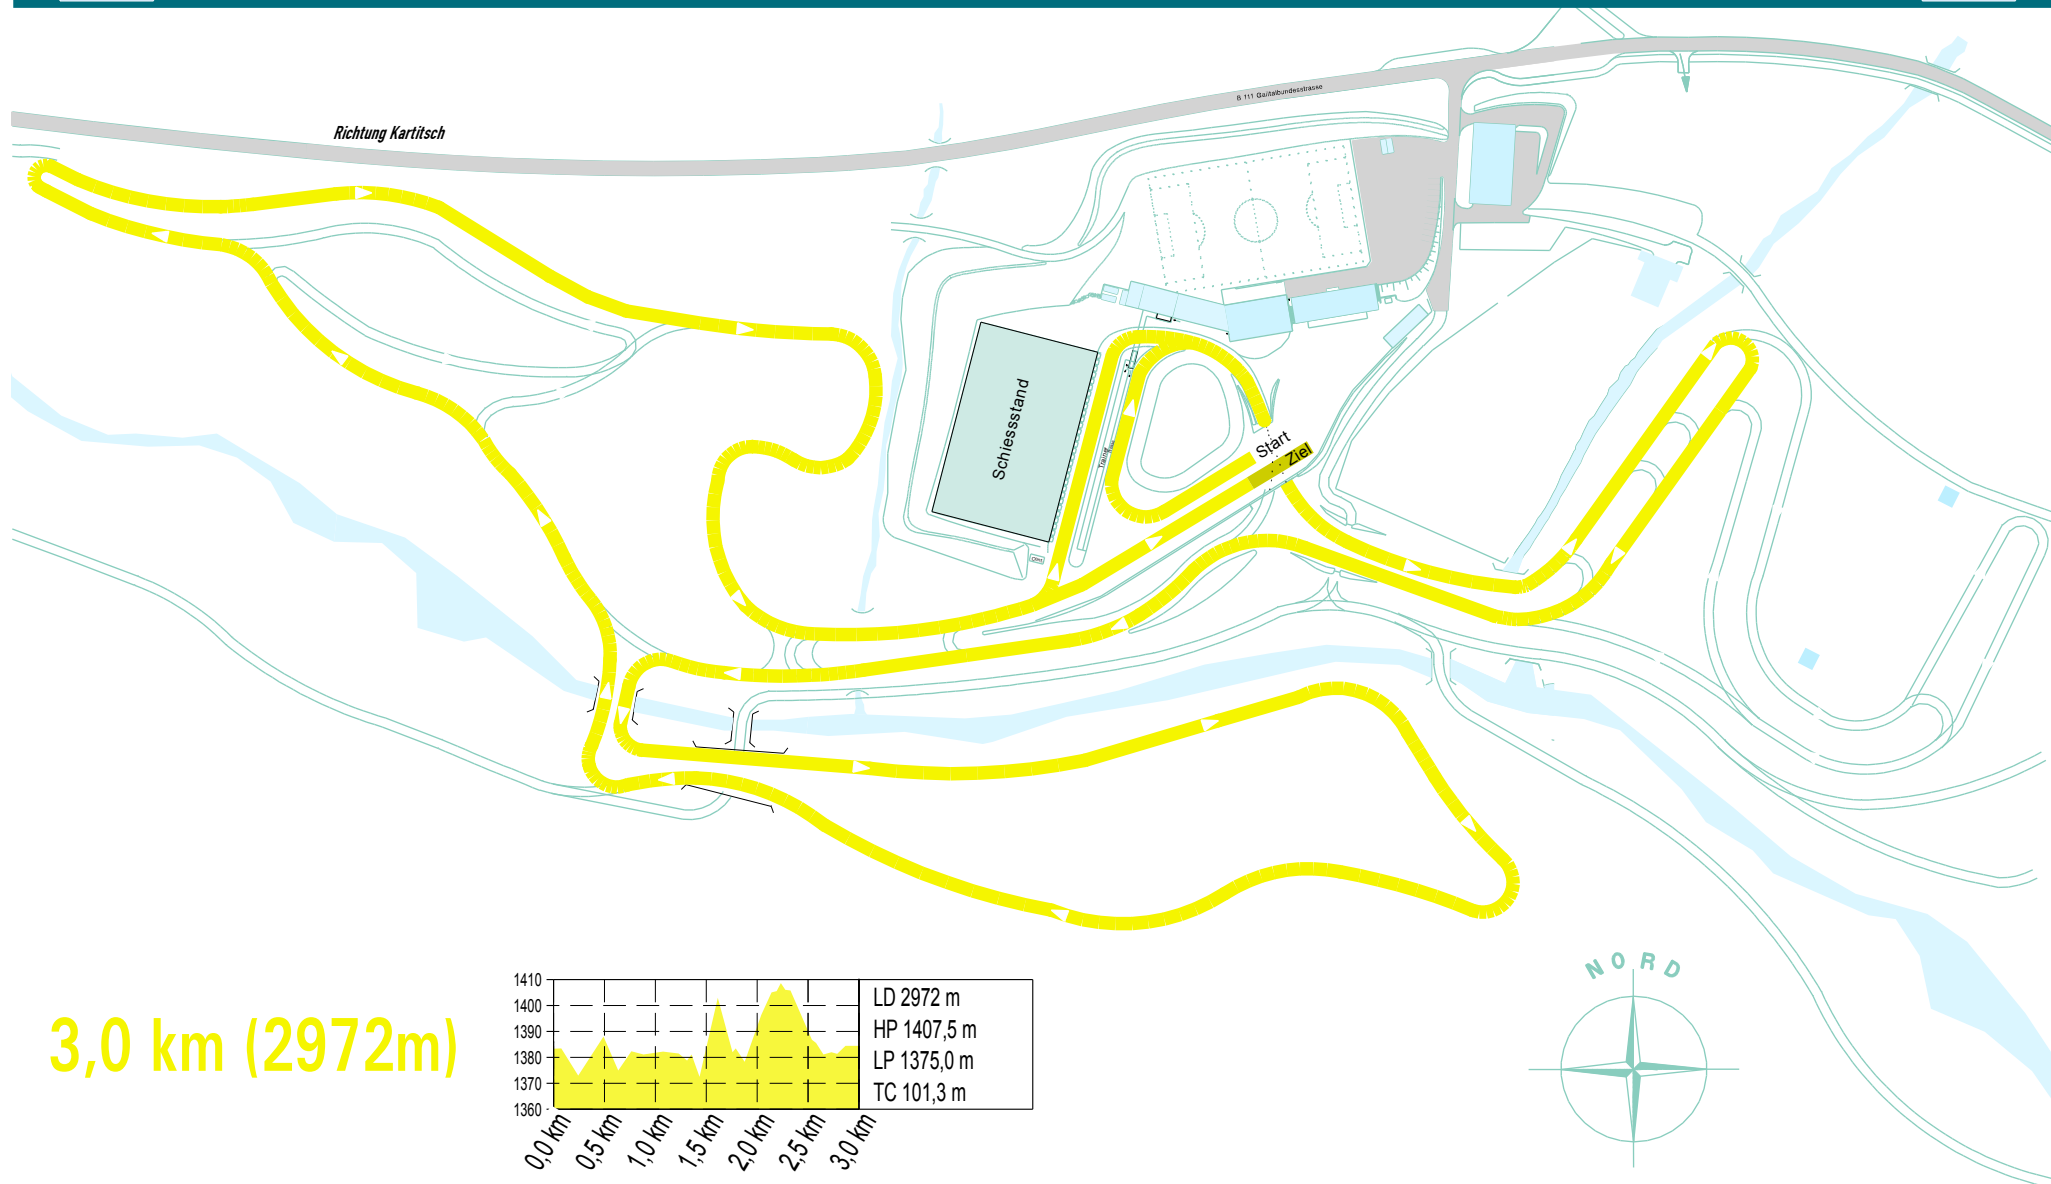 B 111 Gailtalbundesstrasse
Richtung Kartitsch
Schiessstand
Start
Ziel
NORD
3,0 km (2972m)
1410
1400
1390
1380
1370
1360
0,0 km
0,5 km
1,0 km
1,5 km
2,0 km
2,5 km
3,0 km
LD 2972 m
HP 1407,5 m
LP 1375,0 m
TC 101,3 m